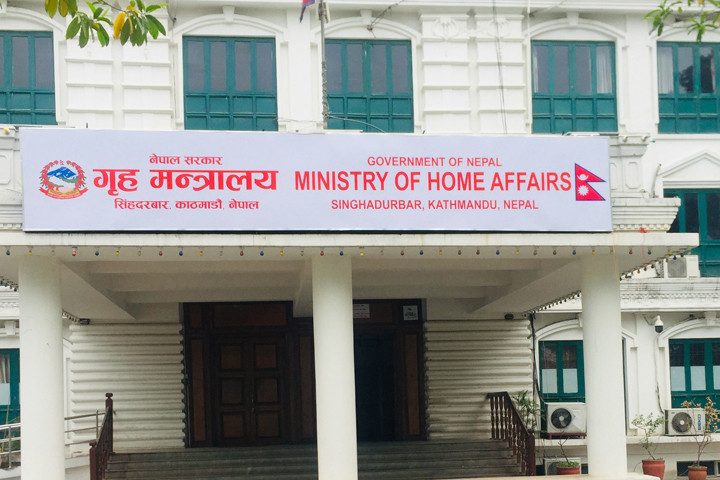 नेपाल सरकार
गृह मन्त्रालय
सिंहदरबार, काठमाडौं, नेपाल
GOVERNMENT OF NEPAL
MINISTRY OF HOME AFFAIRS
SINGHADURBAR, KATHMANDU, NEPAL